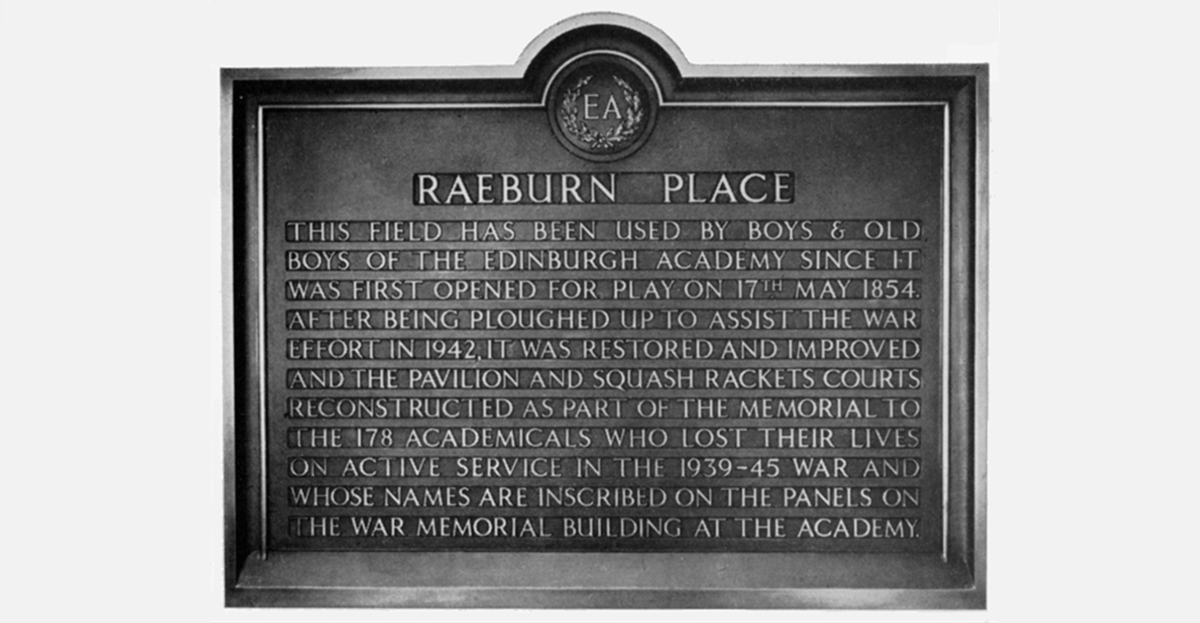 EA
RAEBURN PLACE
THIS FIELD HAS BEEN USED BY BOYS & OLD
BOYS OF THE EDINBURGH ACADEMY SINCE IT
WAS FIRST OPENED FOR PLAY ON 17TH MAY 1854.
AFTER BEING PLOUGHED UP TO ASSIST THE WAR
EFFORT IN 1942, IT WAS RESTORED AND IMPROVED
AND THE PAVILION AND SQUASH RACKETS COURTS
RECONSTRUCTED AS PART OF THE MEMORIAL TO
THE 178 ACADEMICALS WHO LOST THEIR LIVES
ON ACTIVE SERVICE IN THE 1939-45 WAR AND
WHOSE NAMES ARE INSCRIBED ON THE PANELS ON
THE WAR MEMORIAL BUILDING AT THE ACADEMY.